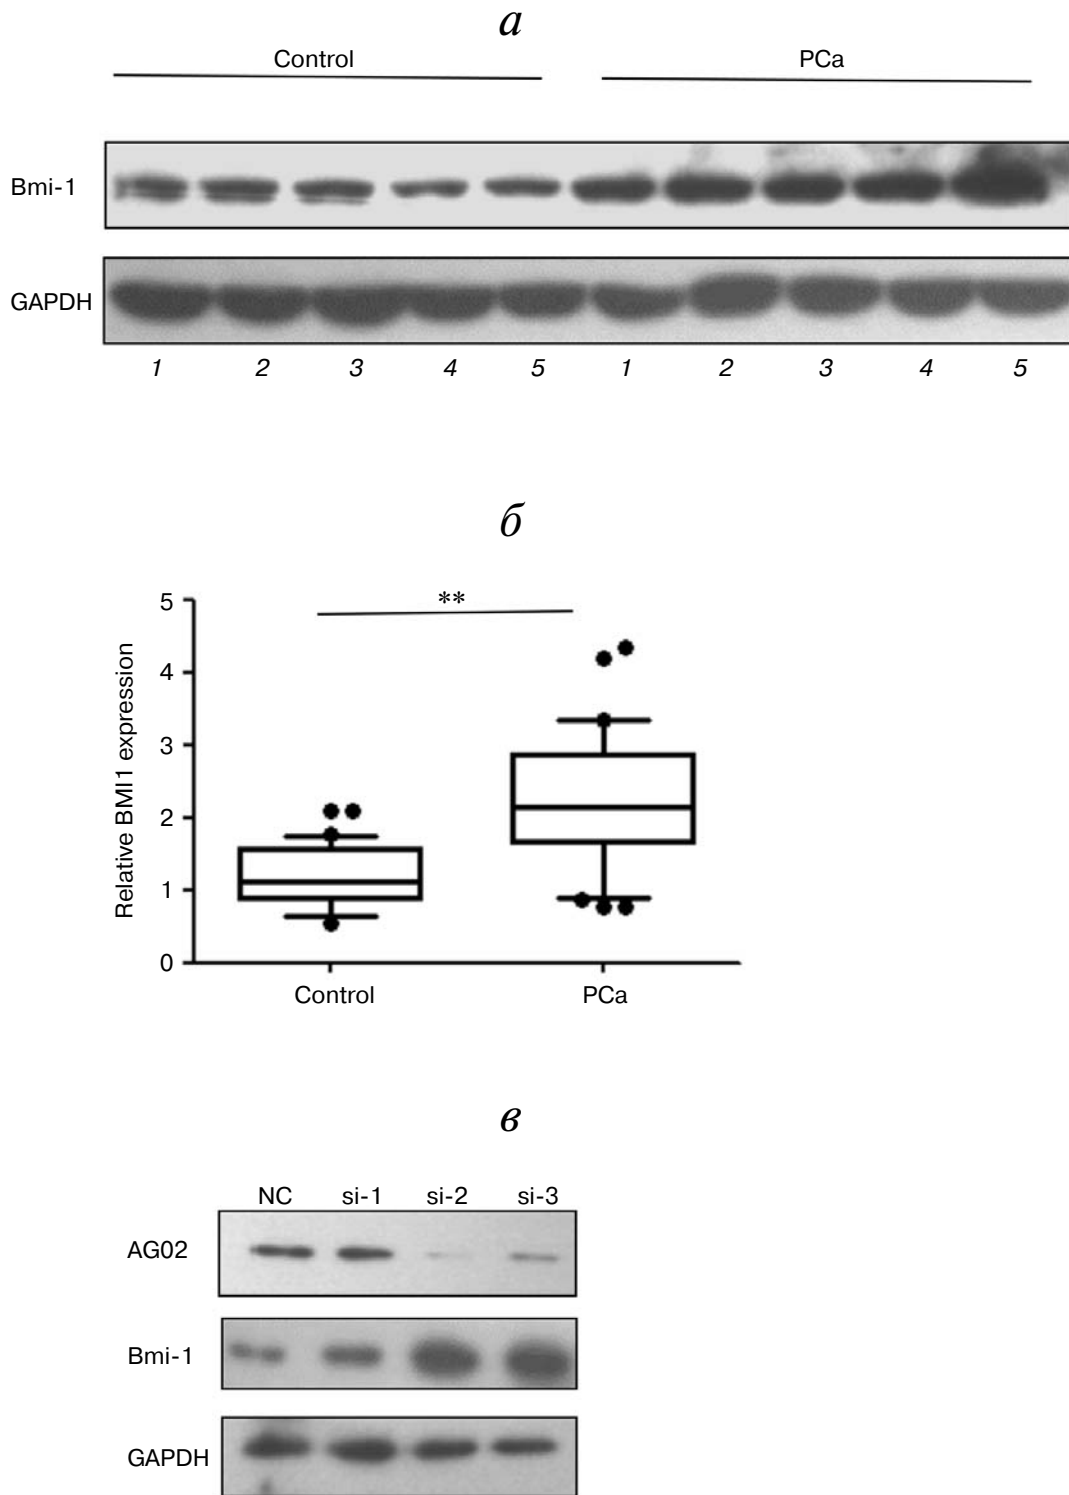 а
Control PCa
Bmi-1
GAPDH
1 2 3 4 5 1 2 3 4 5
б
5
**
4
3
2
1
0
Relative BMI1 expression
Control PCa
в
NC si-1 si-2 si-3
AG02
Bmi-1
GAPDH